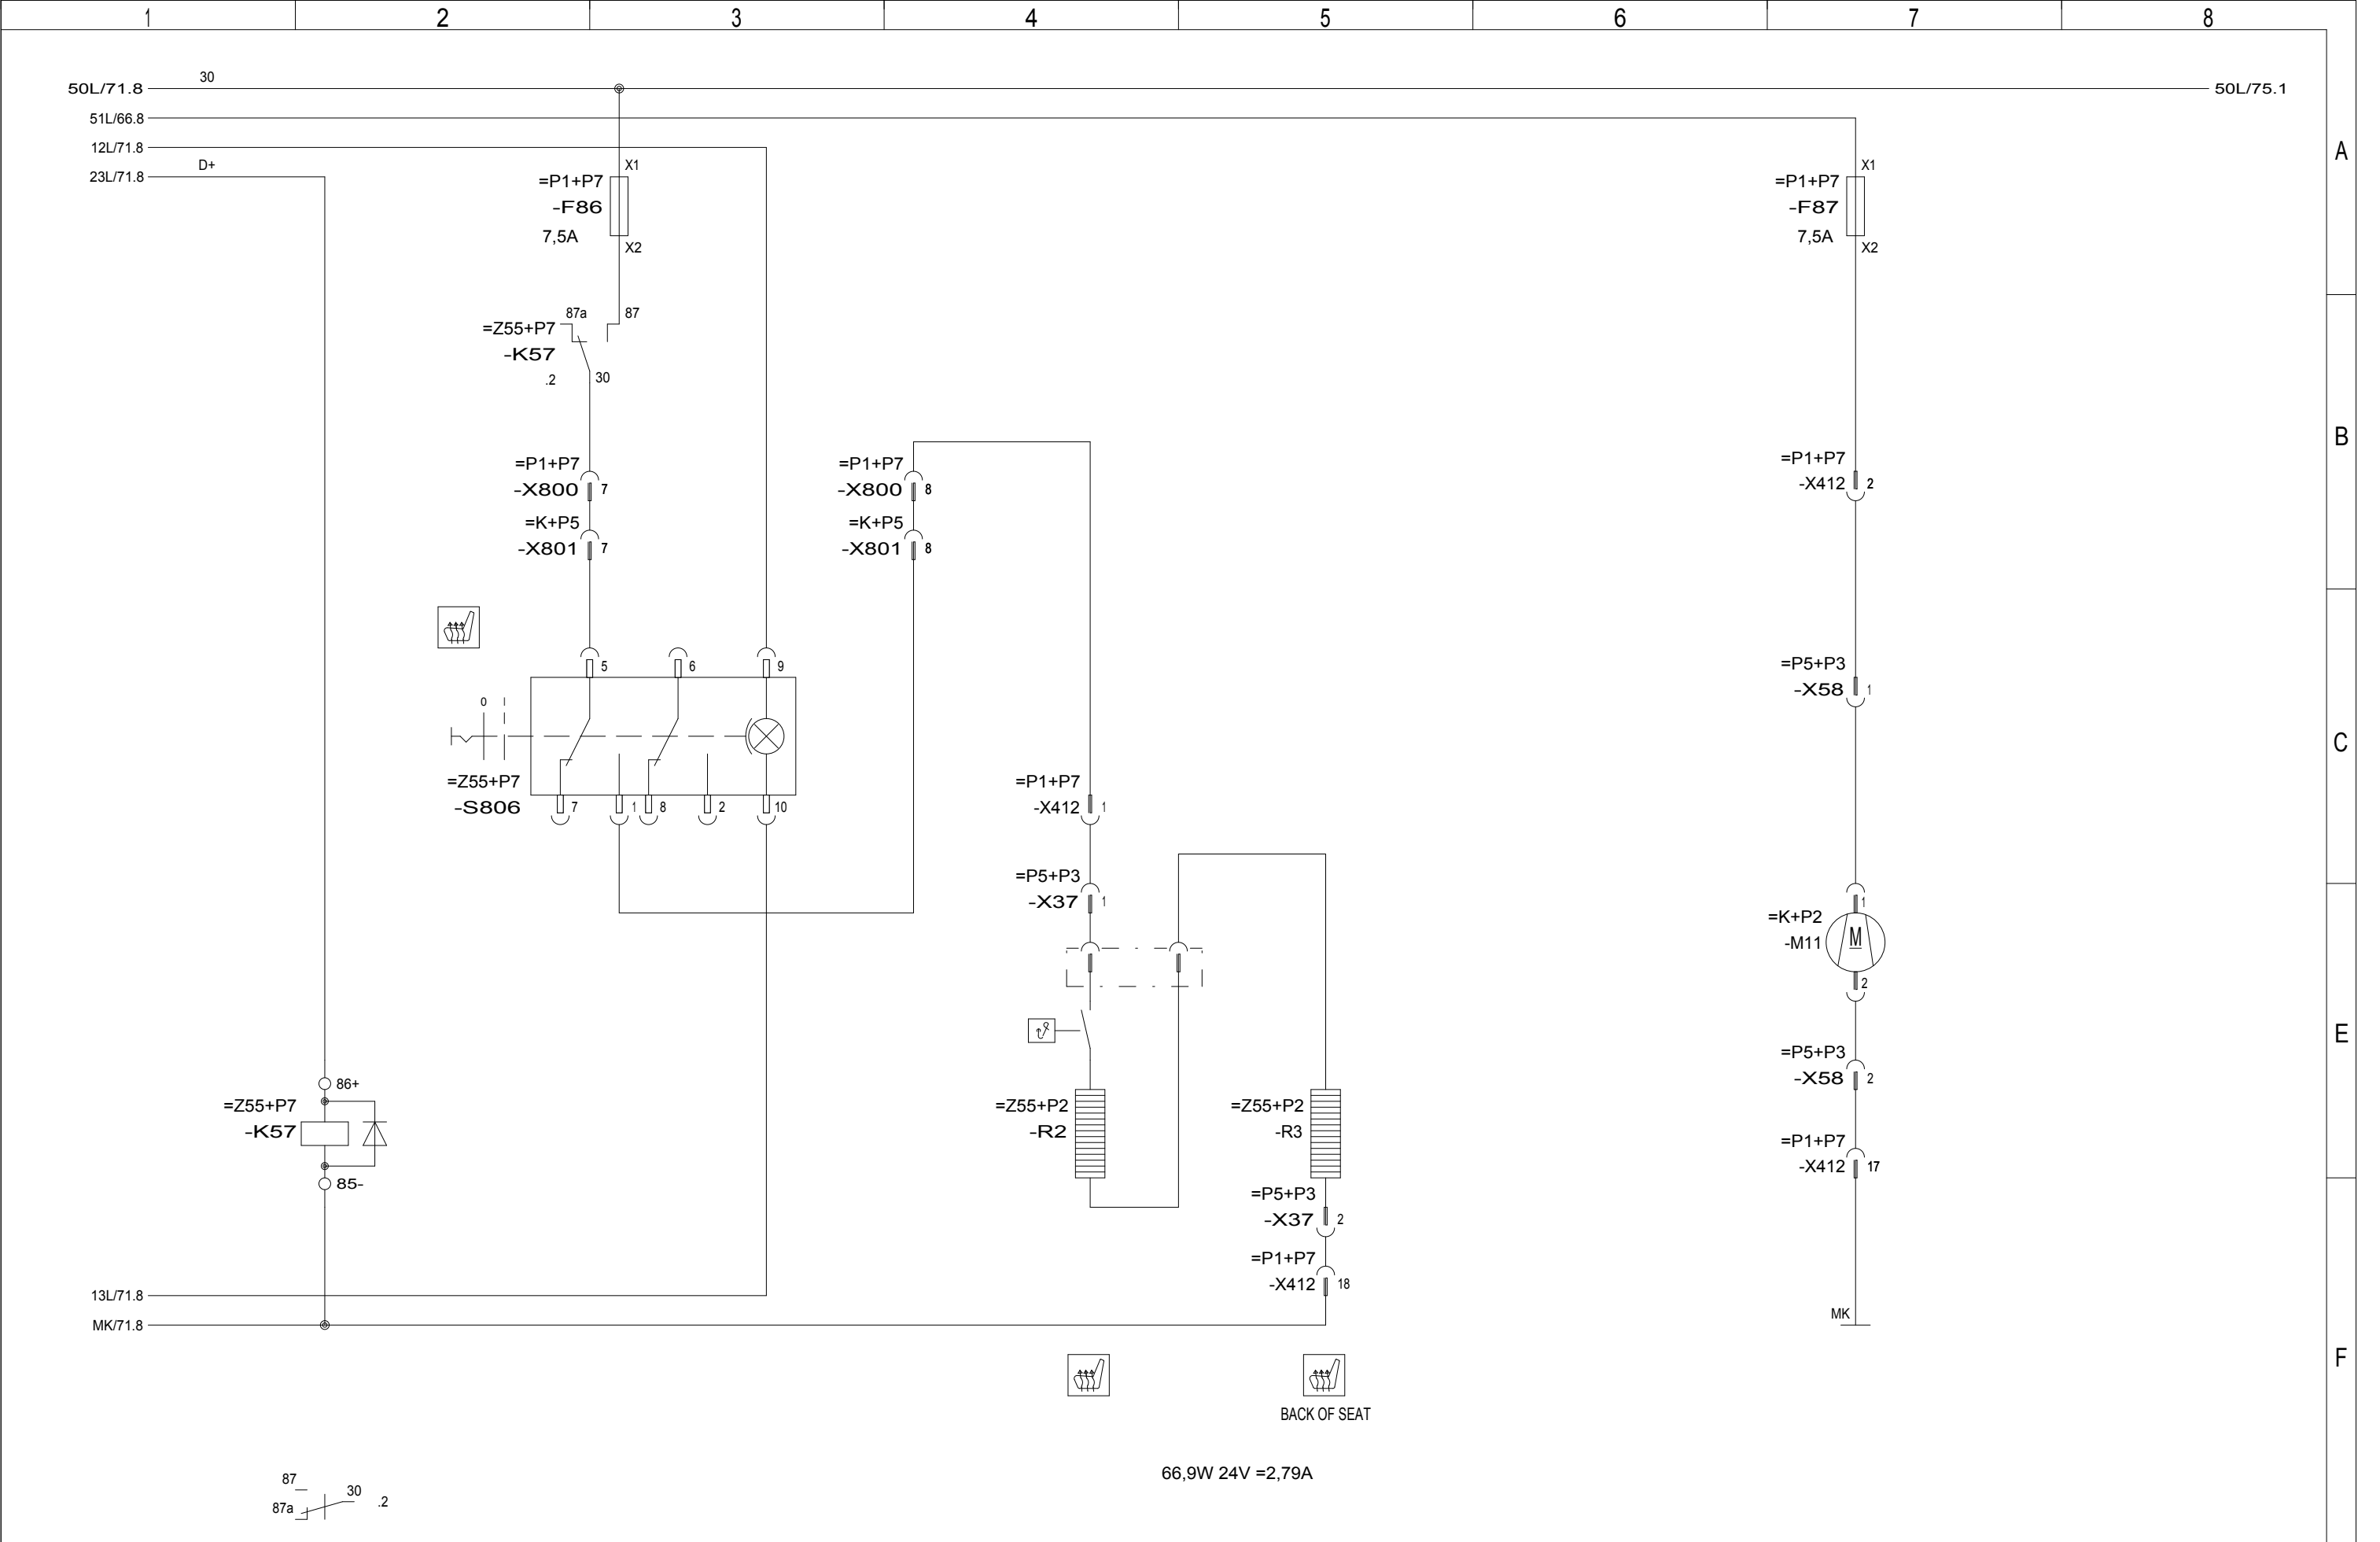 1 2 3 4 5 6 7 8
30
50L/71.8 50L/75.1
51L/66.8
12L/71.8
D+
23L/71.8
A
X1 X1
=P1+P7 =P1+P7
-F86 -F87
7,5A 7,5A
X2 X2
87a 87
=Z55+P7
-K57
.2 30
B
=P1+P7 =P1+P7 =P1+P7
-X800 7 -X800 8 -X412 2
=K+P5 =K+P5
-X801 7 -X801 8
5 6 9
=P5+P3
-X58 1
0 I
C
=Z55+P7
-S806
7 1 8 2 10
=P1+P7
-X412 1
=P5+P3
-X37 1
1
=K+P2
-M11 M
2
E
=P5+P3
-X58 2
86+
=Z55+P7 =Z55+P2 =Z55+P2
-K57 -R2 -R3
=P1+P7
-X412 17
85-
=P5+P3
-X37 2
=P1+P7
-X412 18
13L/71.8
MK/71.8
MK
F
BACK OF SEAT
66,9W 24V =2,79A
87
30 .2
87a